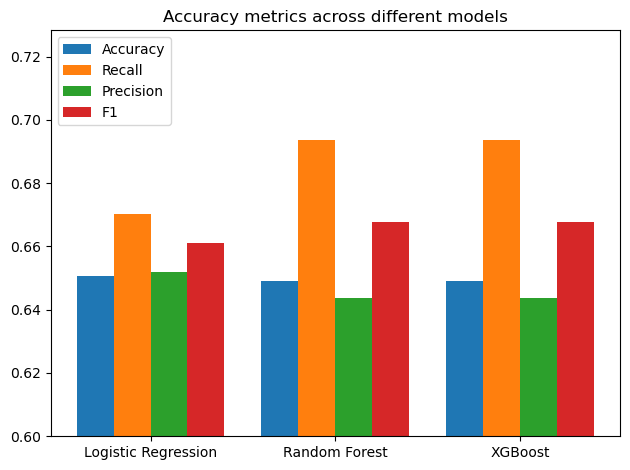 Accuracy metrics across different models
Accuracy
Recall
Precision
F1
0.72
0.70
0.68
0.66
0.64
0.62
0.60
Logistic Regression
Random Forest
XGBoost